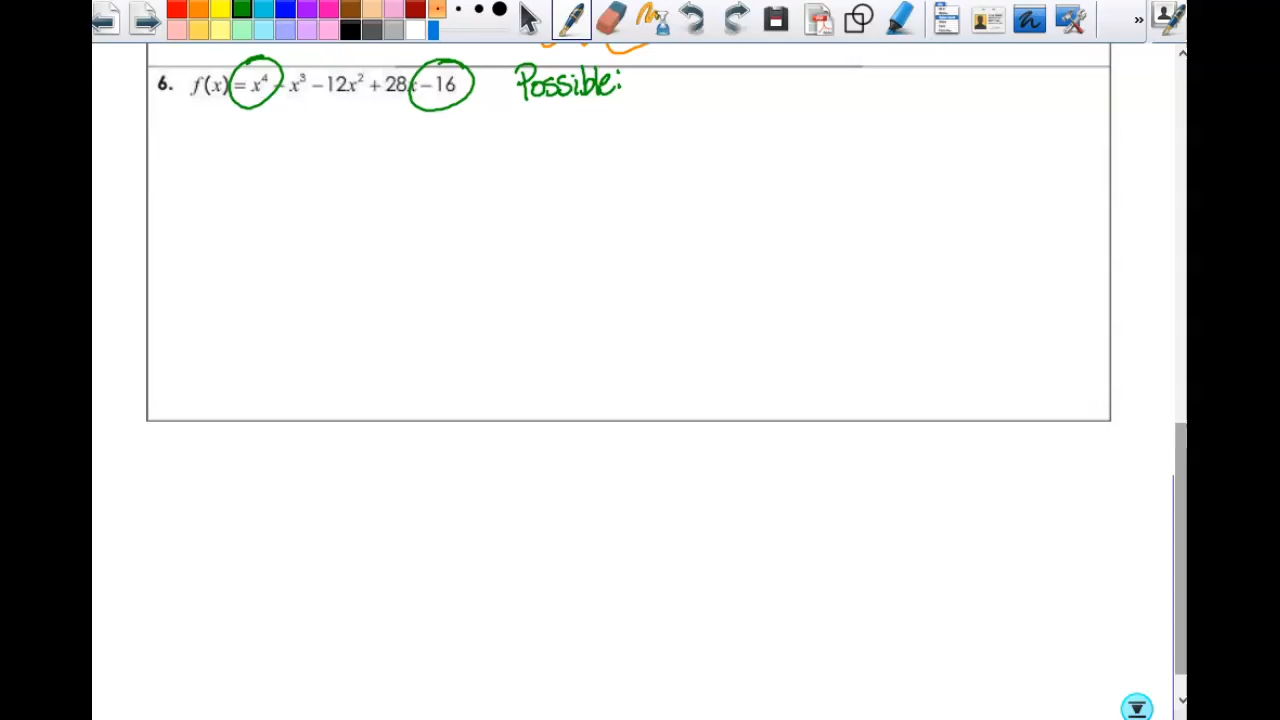 6. f(x) = x⁴ − x³ − 12x² + 28x − 16 Possible: